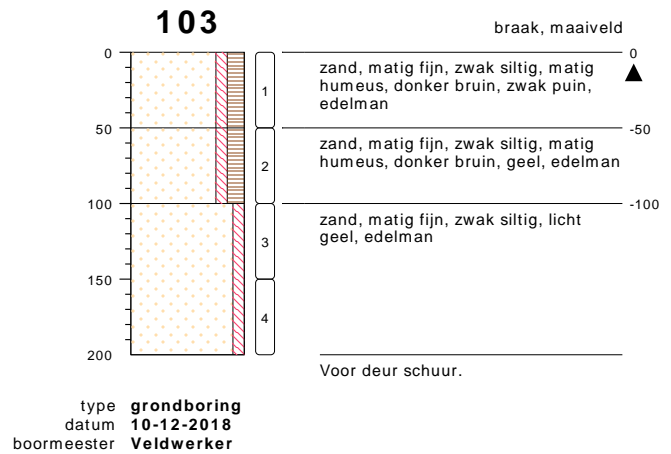 103
braak, maaiveld
0
50
100
150
200
1
2
3
4
zand, matig fijn, zwak siltig, matig
humeus, donker bruin, zwak puin,
edelman
zand, matig fijn, zwak siltig, matig
humeus, donker bruin, geel, edelman
zand, matig fijn, zwak siltig, licht
geel, edelman
Voor deur schuur.
0
-50
-100
type grondboring
datum 10-12-2018
boormeester Veldwerker